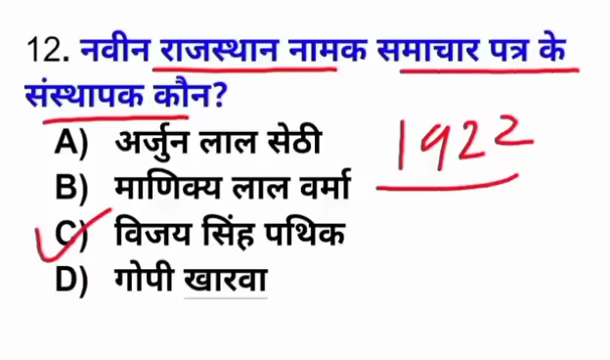 12. नवीन राजस्थान नामक समाचार पत्र के
संस्थापक कौन?
A) अर्जुन लाल सेठी
1922
B) माणिक्य लाल वर्मा
C) विजय सिंह पथिक
D) गोपी खारवा